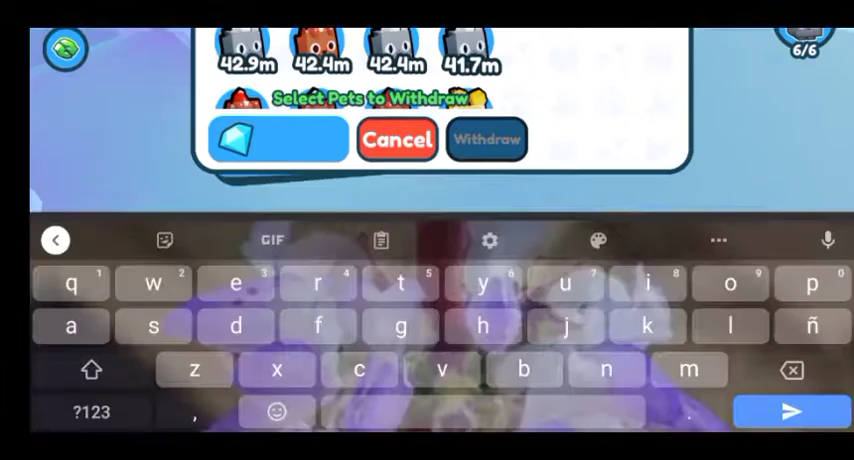 6/6
42.9m 42.4m 42.4m 41.7m
Select Pets to Withdraw
Cancel Withdraw
GIF
q 1 w 2 e 3 r 4 t 5 y 6 u 7 i 8 o 9 p 0
a s d f g h j k l ñ
z x c v b n m
?123 , .